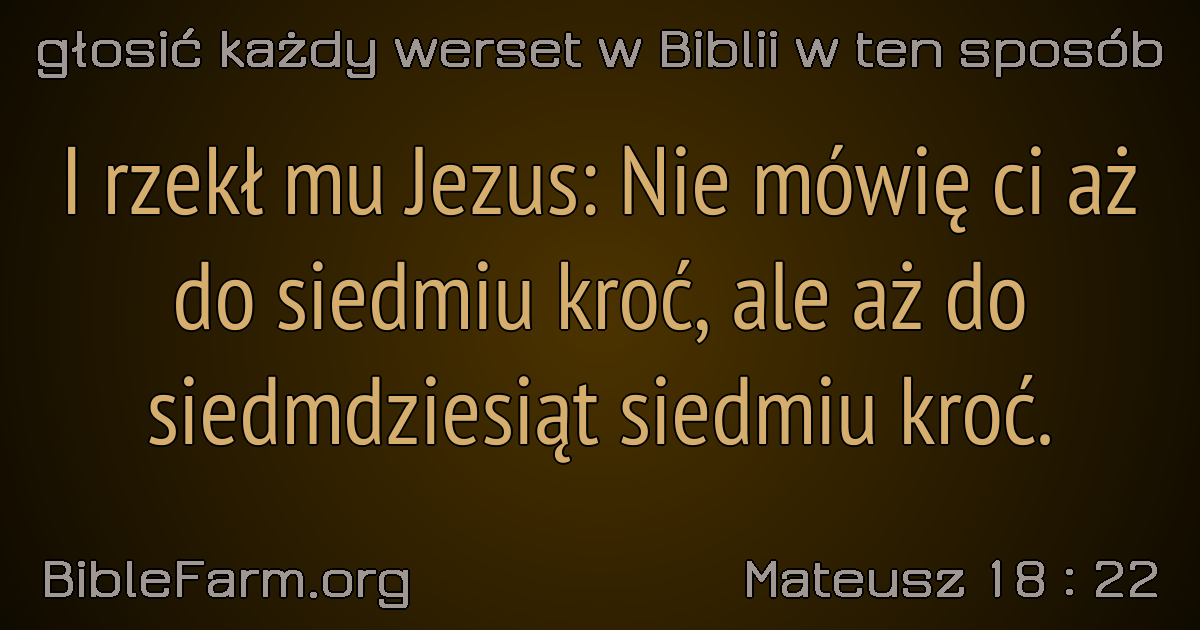 głosić każdy werset w Biblii w ten sposób
I rzekł mu Jezus: Nie mówię ci aż
do siedmiu kroć, ale aż do
siedmdziesiąt siedmiu kroć.
BibleFarm.org
Mateusz 18 : 22